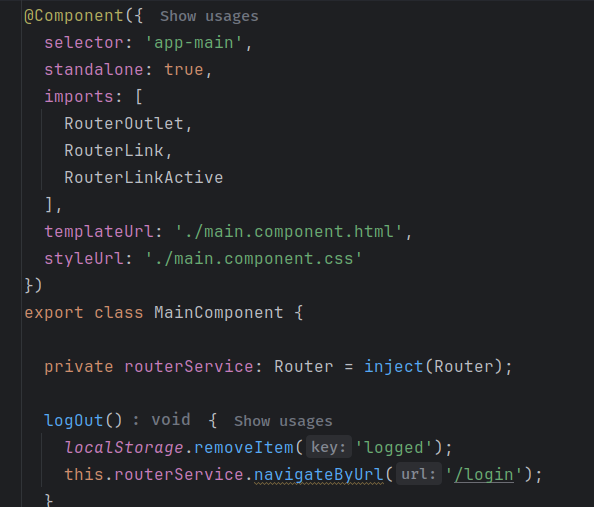 @Component({ Show usages
  selector: 'app-main',
  standalone: true,
  imports: [
    RouterOutlet,
    RouterLink,
    RouterLinkActive
  ],
  templateUrl: './main.component.html',
  styleUrl: './main.component.css'
})
export class MainComponent {
  private routerService: Router = inject(Router);
  logOut() : void { Show usages
    localStorage.removeItem( key: 'logged');
    this.routerService.navigateByUrl( url: '/login');
  }